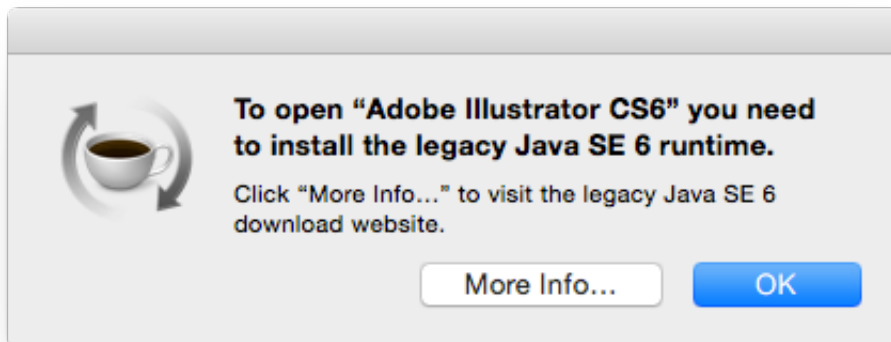 To open “Adobe Illustrator CS6” you need
to install the legacy Java SE 6 runtime.
Click “More Info...” to visit the legacy Java SE 6
download website.
More Info... OK